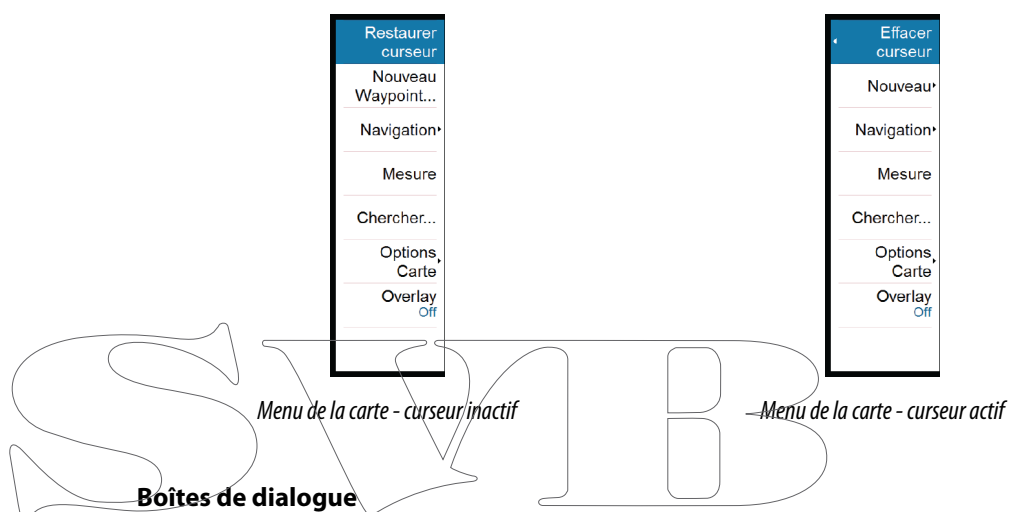 Restaurer
curseur
Nouveau
Waypoint...
Navigation
Mesure
Chercher...
Options
Carte
Overlay
Off
Menu de la carte - curseur inactif
Effacer
curseur
Nouveau
Navigation
Mesure
Chercher...
Options
Carte
Overlay
Off
Menu de la carte - curseur actif
SVB
Boîtes de dialogue